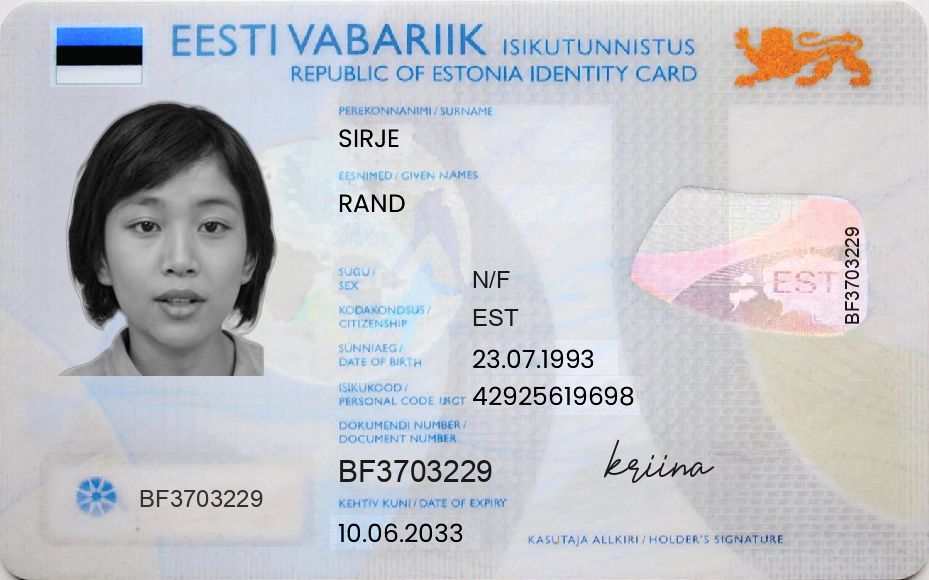 EESTI VABARIIK ISIKUTUNNISTUS
REPUBLIC OF ESTONIA IDENTITY CARD
PEREKONNANIMI / SURNAME
SIRJE
EESNIMED / GIVEN NAMES
RAND
SUGU /
SEX
N/F
KODAKONDSUS /
CITIZENSHIP
EST
SÜNNIAEG /
DATE OF BIRTH
23.07.1993
ISIKUKOOD /
PERSONAL CODE
42925619698
DOKUMENDI NUMBER /
DOCUMENT NUMBER
BF3703229
KEHTIV KUNI / DATE OF EXPIRY
10.06.2033
BF3703229
EST
BF3703229
kriina
KASUTAJA ALLKIRI / HOLDER'S SIGNATURE